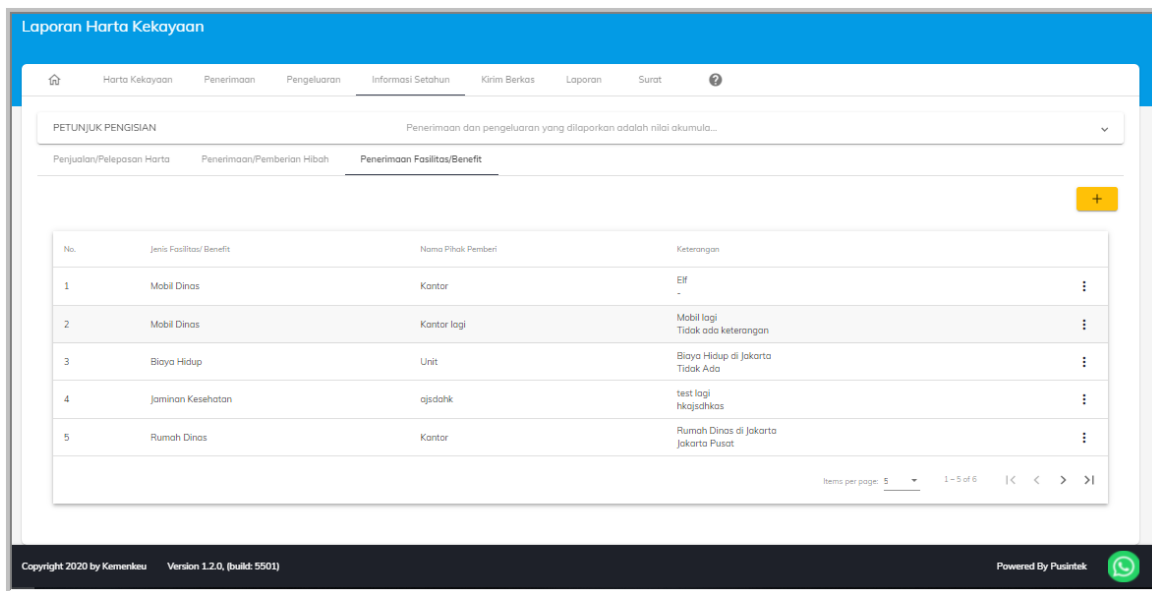 Laporan Harta Kekayaan
Harta Kekayaan Penerimaan Pengeluaran Informasi Setahun Kirim Berkas Laporan Surat
PETUNJUK PENGISIAN Penerimaan dan pengeluaran yang dilaporkan adalah nilai akumula...
Penjualan/Pelepasan Harta Penerimaan/Pemberian Hibah Penerimaan Fasilitas/Benefit
+
No. Jenis Fasilitas/ Benefit Nama Pihak Pemberi Keterangan
1 Mobil Dinas Kantor Elf
-
2 Mobil Dinas Kantor lagi Mobil lagi
Tidak ada keterangan
3 Biaya Hidup Unit Biaya Hidup di Jakarta
Tidak Ada
4 Jaminan Kesehatan ajsdahk test lagi
hkajsdhkas
5 Rumah Dinas Kantor Rumah Dinas di Jakarta
Jakarta Pusat
Items per page: 5 1 – 5 of 6
Copyright 2020 by Kemenkeu Version 1.2.0, (build: 5501) Powered By Pusintek